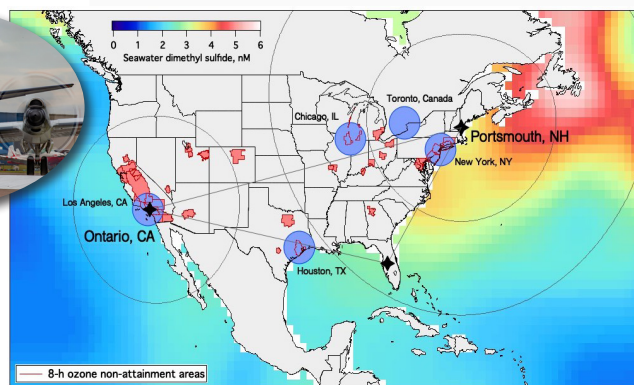 0 1 2 3 4 5 6
Seawater dimethyl sulfide, nM
Toronto, Canada
Chicago, IL
Portsmouth, NH
New York, NY
Los Angeles, CA
Ontario, CA
Houston, TX
8-h ozone non-attainment areas